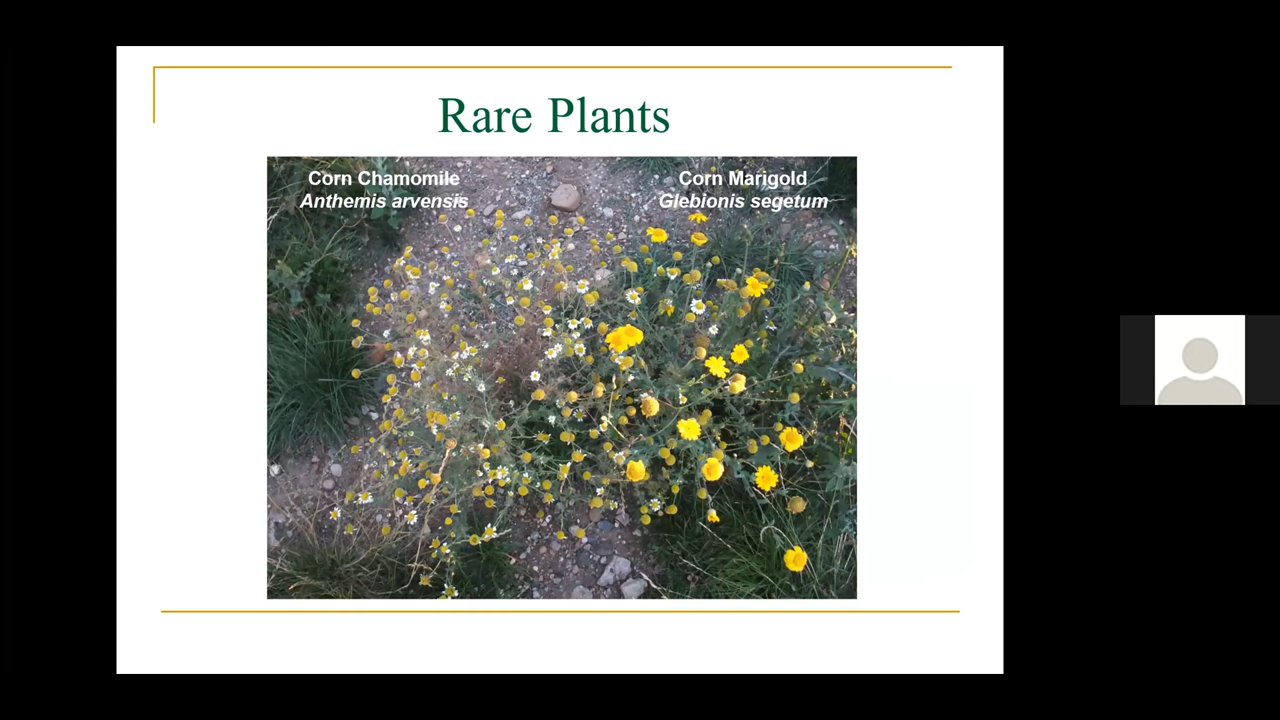 Rare Plants
Corn Chamomile
Anthemis arvensis
Corn Marigold
Glebionis segetum